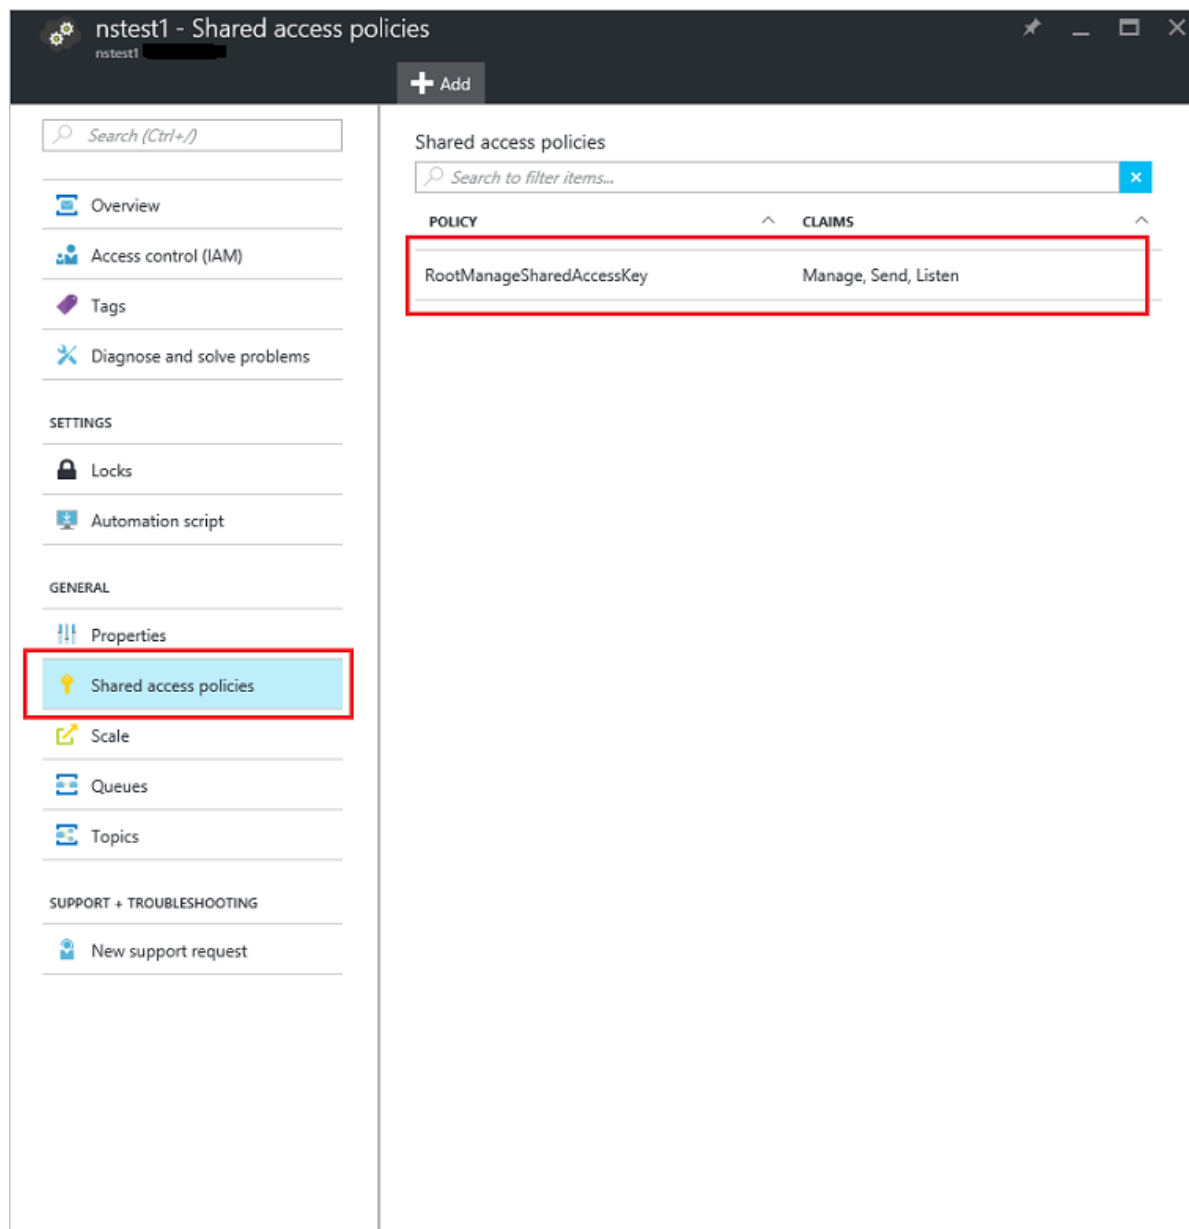 nstest1 - Shared access policies
nstest1
Add
Search (Ctrl+/)
Overview
Access control (IAM)
Tags
Diagnose and solve problems
SETTINGS
Locks
Automation script
GENERAL
Properties
Shared access policies
Scale
Queues
Topics
SUPPORT + TROUBLESHOOTING
New support request
Shared access policies
Search to filter items...
POLICY CLAIMS
RootManageSharedAccessKey Manage, Send, Listen